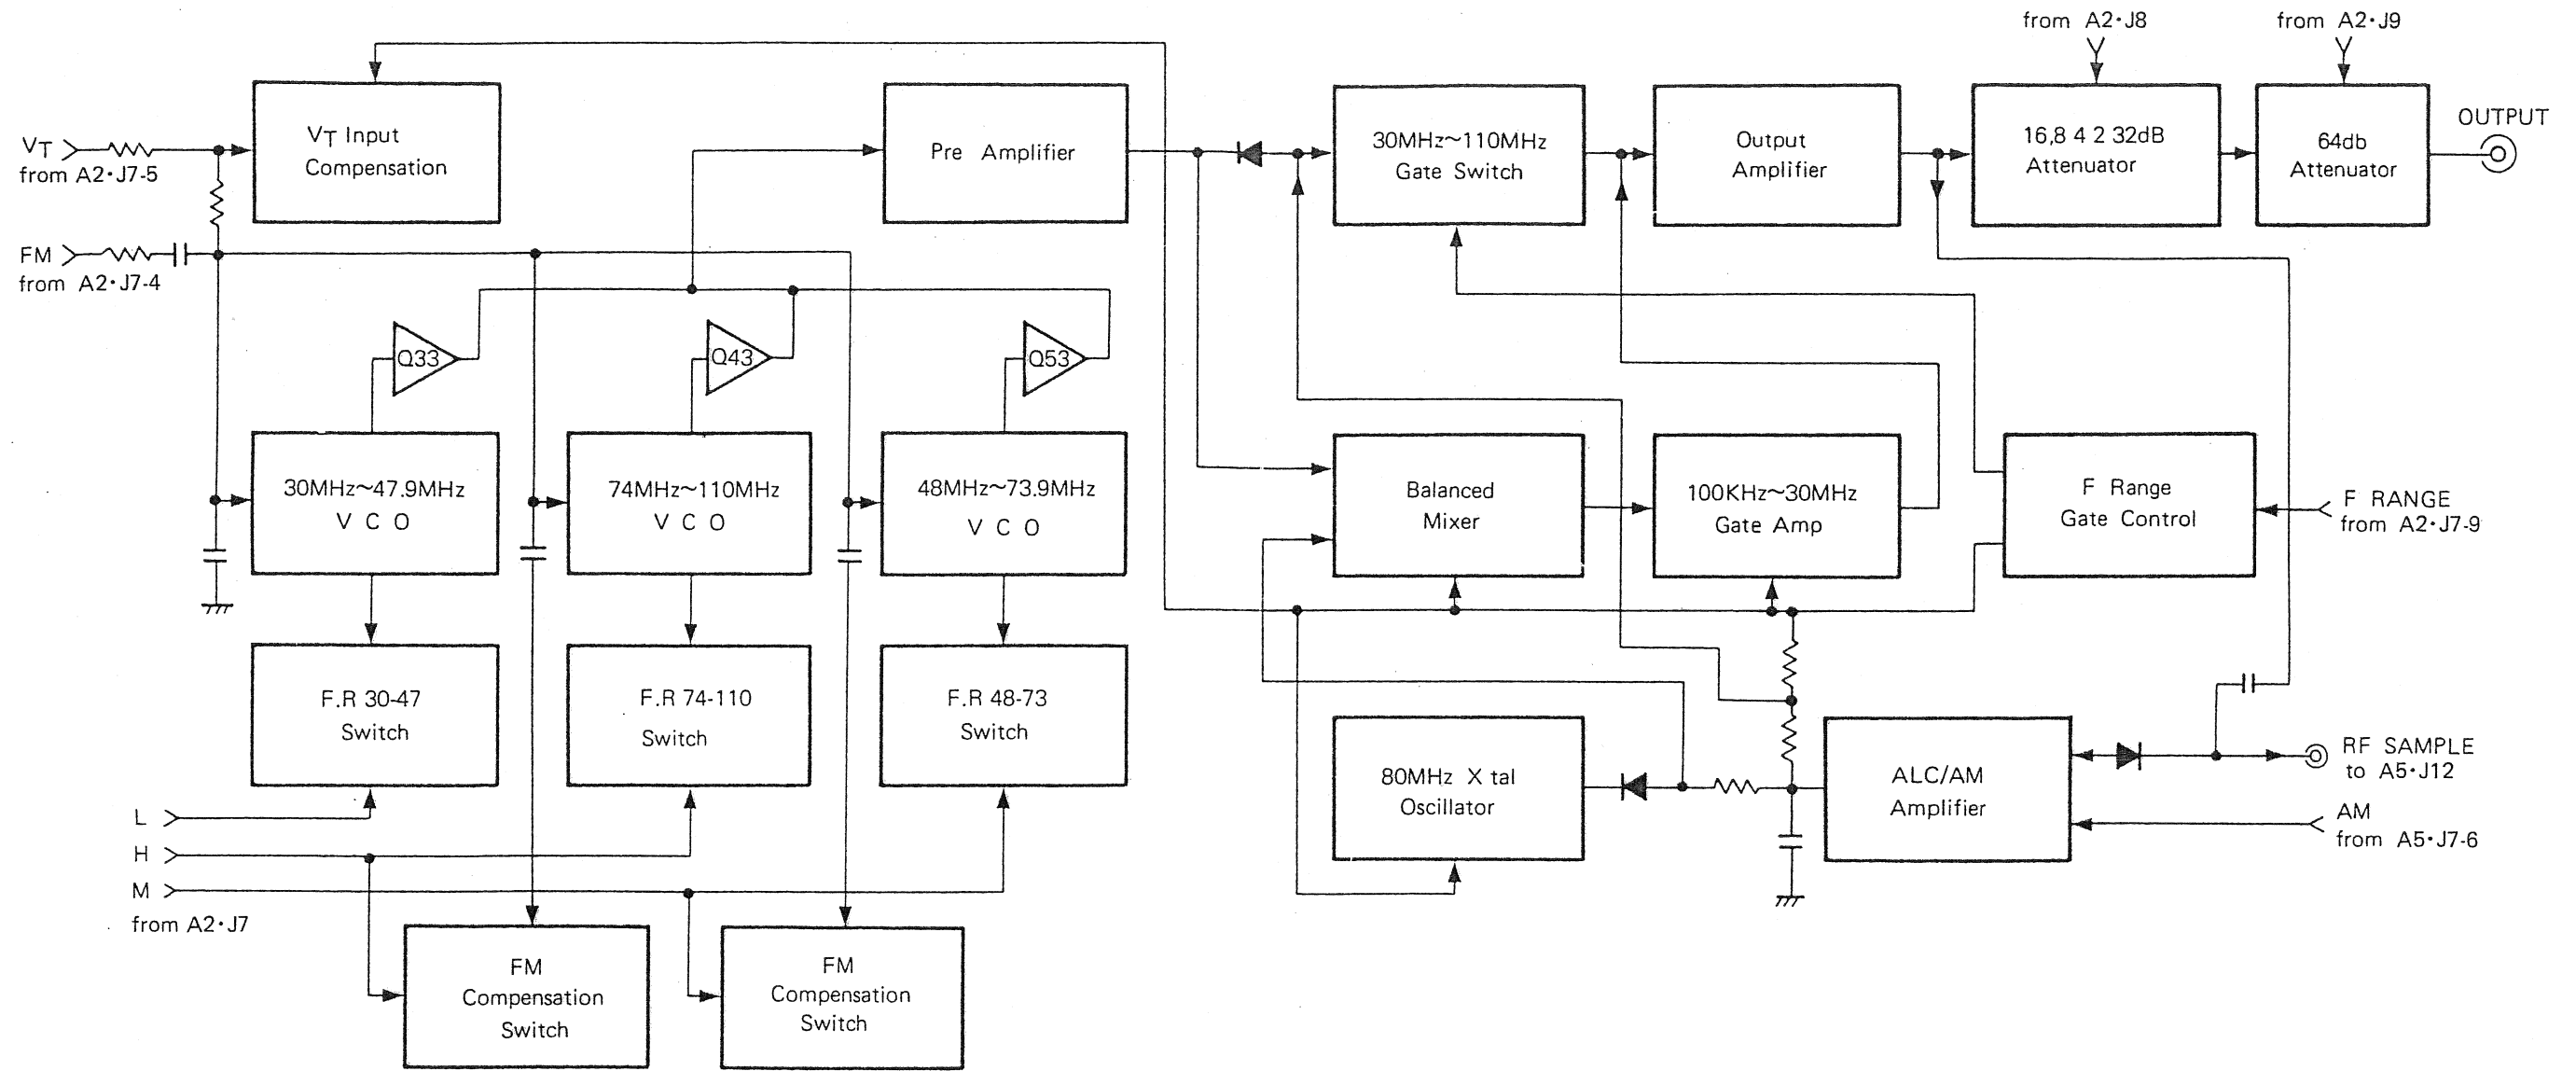 from A2·J8
from A2·J9
VT
from A2·J7-5
VT Input
Compensation
Pre Amplifier
30MHz~110MHz
Gate Switch
Output
Amplifier
16,8 4 2 32dB
Attenuator
64db
Attenuator
OUTPUT
FM
from A2·J7-4
Q33
Q43
Q53
30MHz~47.9MHz
V C O
74MHz~110MHz
V C O
48MHz~73.9MHz
V C O
Balanced
Mixer
100KHz~30MHz
Gate Amp
F Range
Gate Control
F RANGE
from A2·J7-9
F.R 30-47
Switch
F.R 74-110
Switch
F.R 48-73
Switch
80MHz X tal
Oscillator
ALC/AM
Amplifier
RF SAMPLE
to A5·J12
AM
from A5·J7-6
L
H
M
from A2·J7
FM
Compensation
Switch
FM
Compensation
Switch